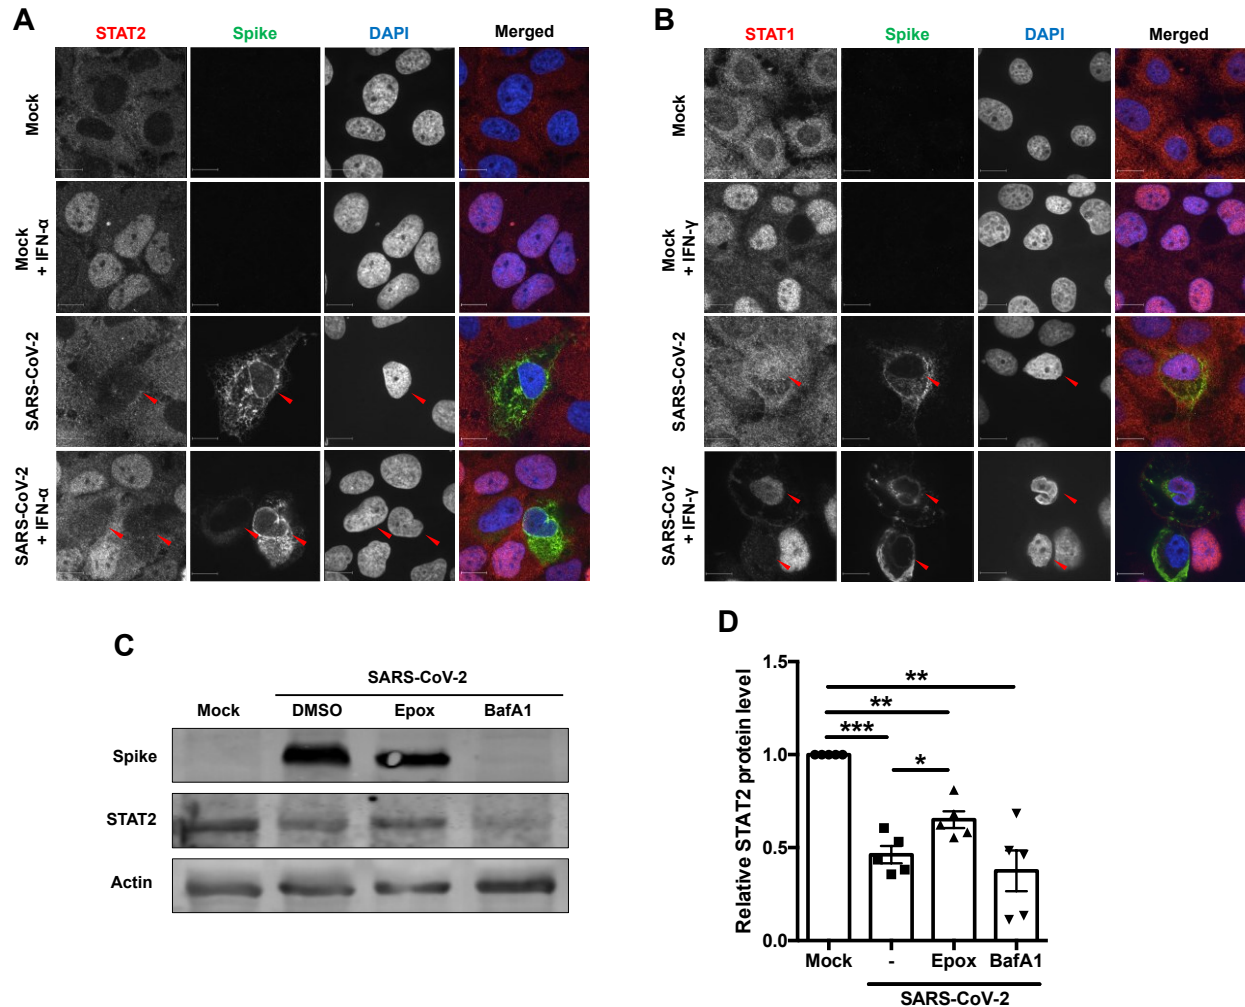 A
STAT2 Spike DAPI Merged
Mock
Mock
+ IFN-α
SARS-CoV-2
SARS-CoV-2
+ IFN-α
B
STAT1 Spike DAPI Merged
Mock
Mock
+ IFN-γ
SARS-CoV-2
SARS-CoV-2
+ IFN-γ
C
SARS-CoV-2
Mock DMSO Epox BafA1
Spike
STAT2
Actin
D
Relative STAT2 protein level
1.5
1.0
0.5
0.0
**
**
***
*
Mock - Epox BafA1
SARS-CoV-2